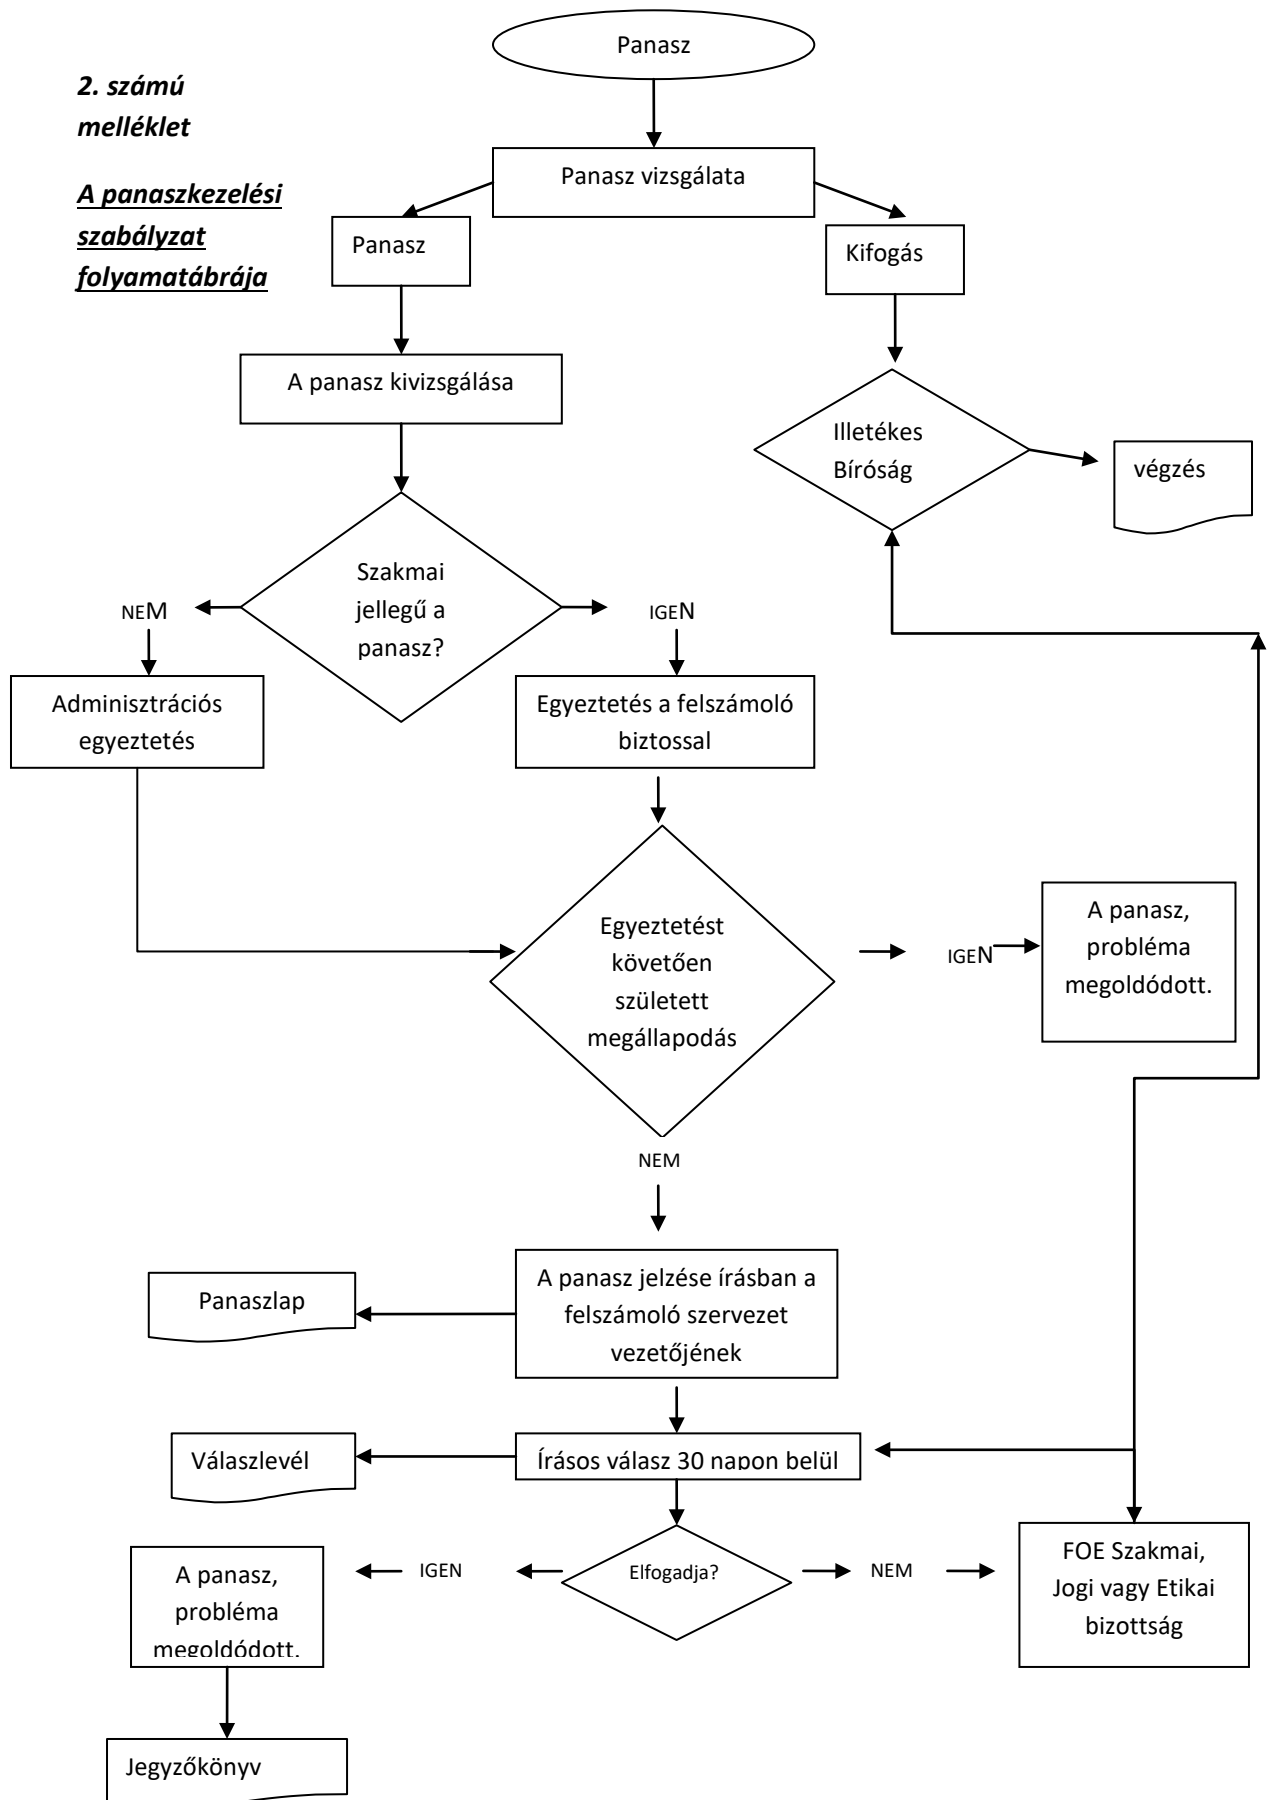 Panasz
2. számú
melléklet
A panaszkezelési
szabályzat
folyamatábrája
Panasz vizsgálata
Panasz
Kifogás
A panasz kivizsgálása
Illetékes
Bíróság
végzés
Szakmai
jellegű a
panasz?
NEM
IGEN
Adminisztrációs
egyeztetés
Egyeztetés a felszámoló
biztossal
Egyeztetést
követően
született
megállapodás
IGEN
A panasz,
probléma
megoldódott.
NEM
A panasz jelzése írásban a
felszámoló szervezet
vezetőjének
Panaszlap
Írásos válasz 30 napon belül
Válaszlevél
Elfogadja?
IGEN
NEM
A panasz,
probléma
megoldódott.
FOE Szakmai,
Jogi vagy Etikai
bizottság
Jegyzőkönyv